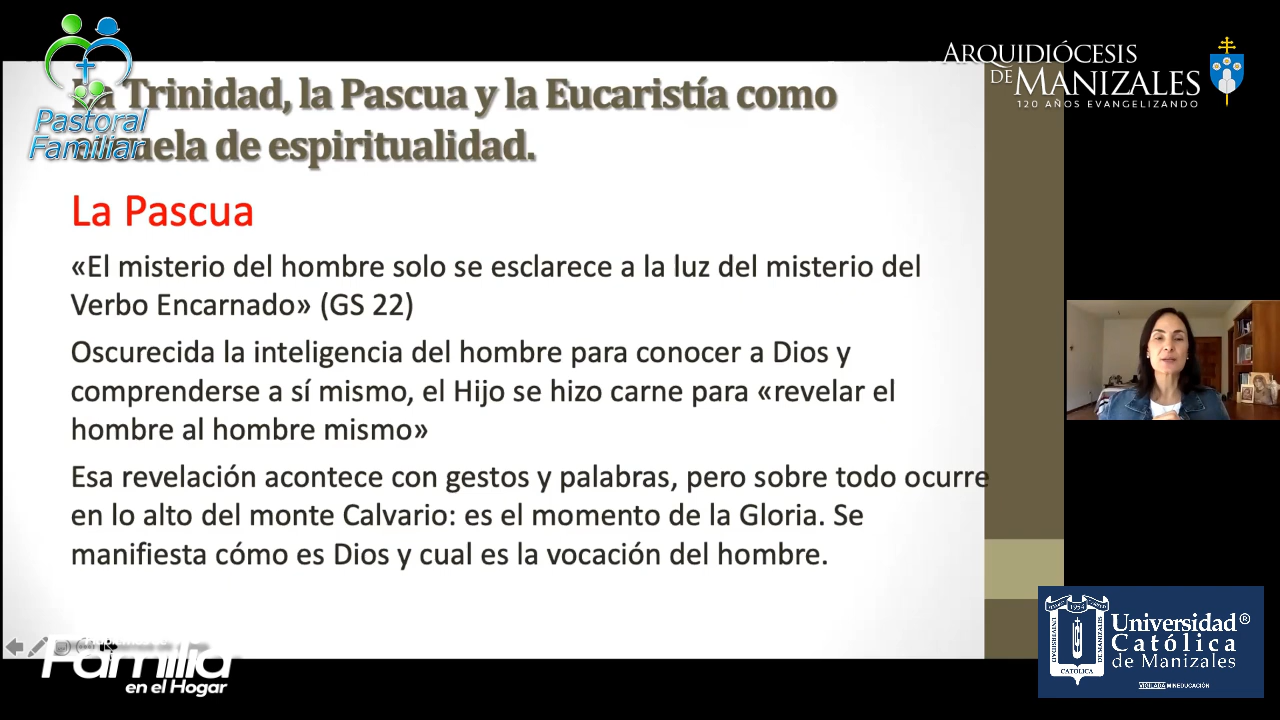 Pastoral
Familiar
ARQUIDIÓCESIS
DE MANIZALES
120 AÑOS EVANGELIZANDO
Trinidad, la Pascua y la Eucaristía como
de espiritualidad.
La Pascua
«El misterio del hombre solo se esclarece a la luz del misterio del
Verbo Encarnado» (GS 22)
Oscurecida la inteligencia del hombre para conocer a Dios y
comprenderse a sí mismo, el Hijo se hizo carne para «revelar el
hombre al hombre mismo»
Esa revelación acontece con gestos y palabras, pero sobre todo ocurre
en lo alto del monte Calvario: es el momento de la Gloria. Se
manifiesta cómo es Dios y cual es la vocación del hombre.
Familia
en el Hogar
1954
Universidad®
Católica
de Manizales
VIGILADA MINEDUCACIÓN